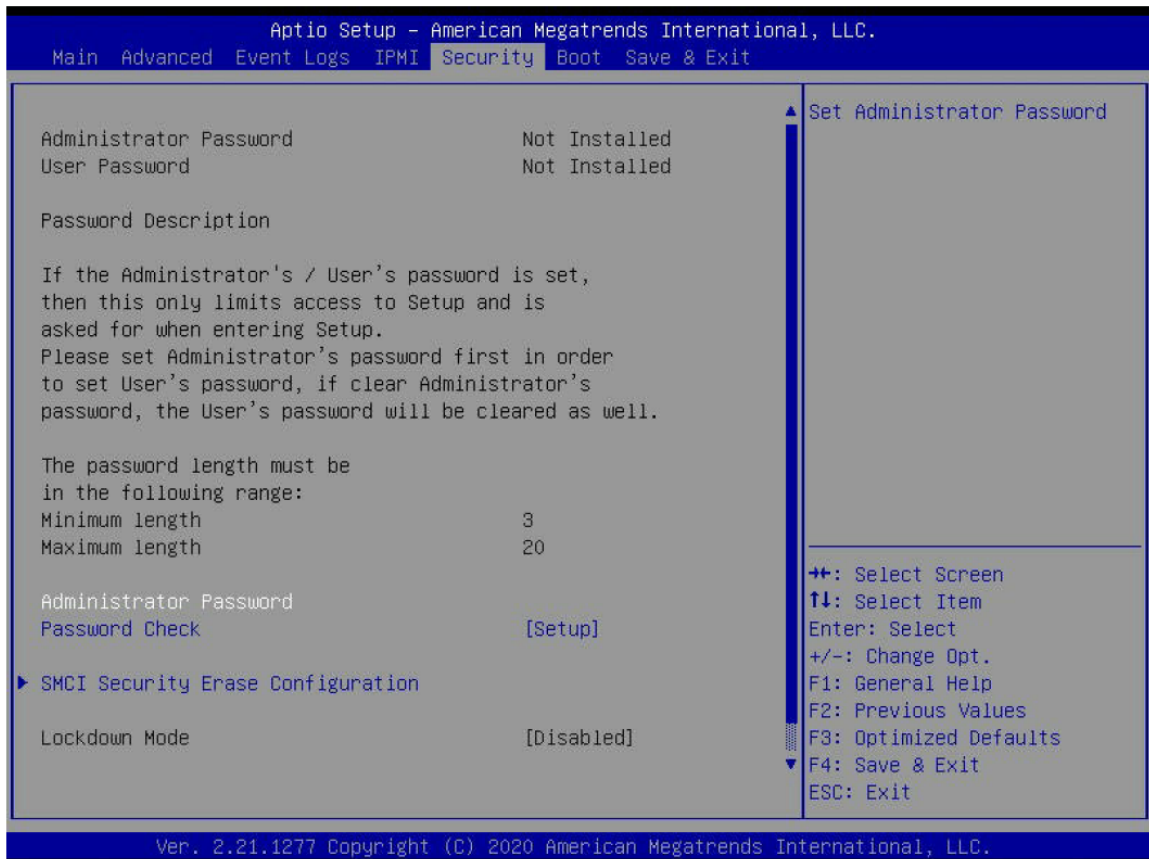 Aptio Setup – American Megatrends International, LLC.
Main Advanced Event Logs IPMI Security Boot Save & Exit
Administrator Password Not Installed
User Password Not Installed
Password Description
If the Administrator's / User's password is set,
then this only limits access to Setup and is
asked for when entering Setup.
Please set Administrator's password first in order
to set User's password, if clear Administrator's
password, the User's password will be cleared as well.
The password length must be
in the following range:
Minimum length 3
Maximum length 20
Administrator Password
Password Check [Setup]
SMCI Security Erase Configuration
Lockdown Mode [Disabled]
Set Administrator Password
→←: Select Screen
↑↓: Select Item
Enter: Select
+/-: Change Opt.
F1: General Help
F2: Previous Values
F3: Optimized Defaults
F4: Save & Exit
ESC: Exit
Ver. 2.21.1277 Copyright (C) 2020 American Megatrends International, LLC.